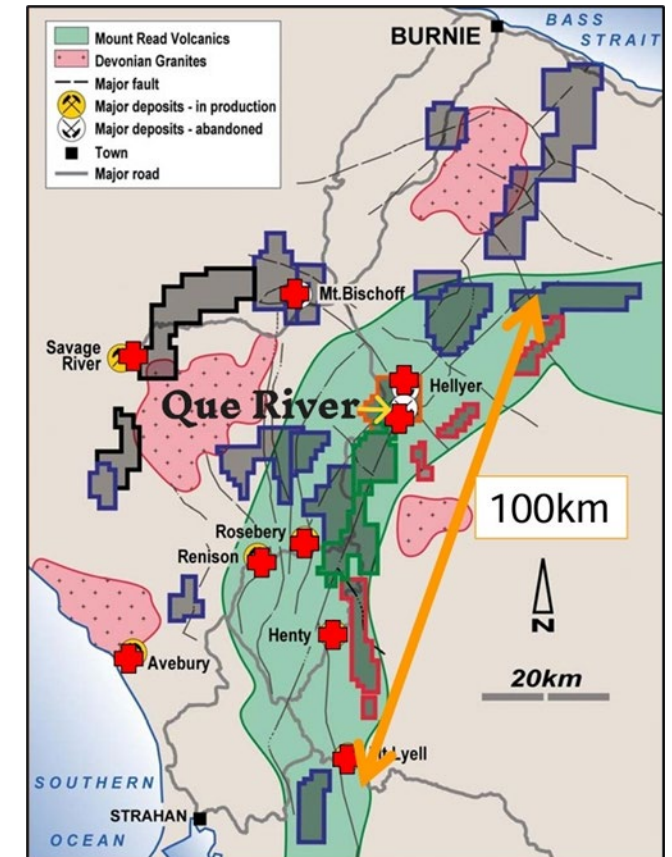 Mount Read Volcanics
Devonian Granites
Major fault
Major deposits - in production
Major deposits - abandoned
Town
Major road
BURNIE
BASS
STRAIT
Mt.Bischoff
Savage
River
Hellyer
Que River
100km
Rosebery
Renison
N
Henty
20km
Avebury
Lyell
SOUTHERN
STRAHAN
OCEAN